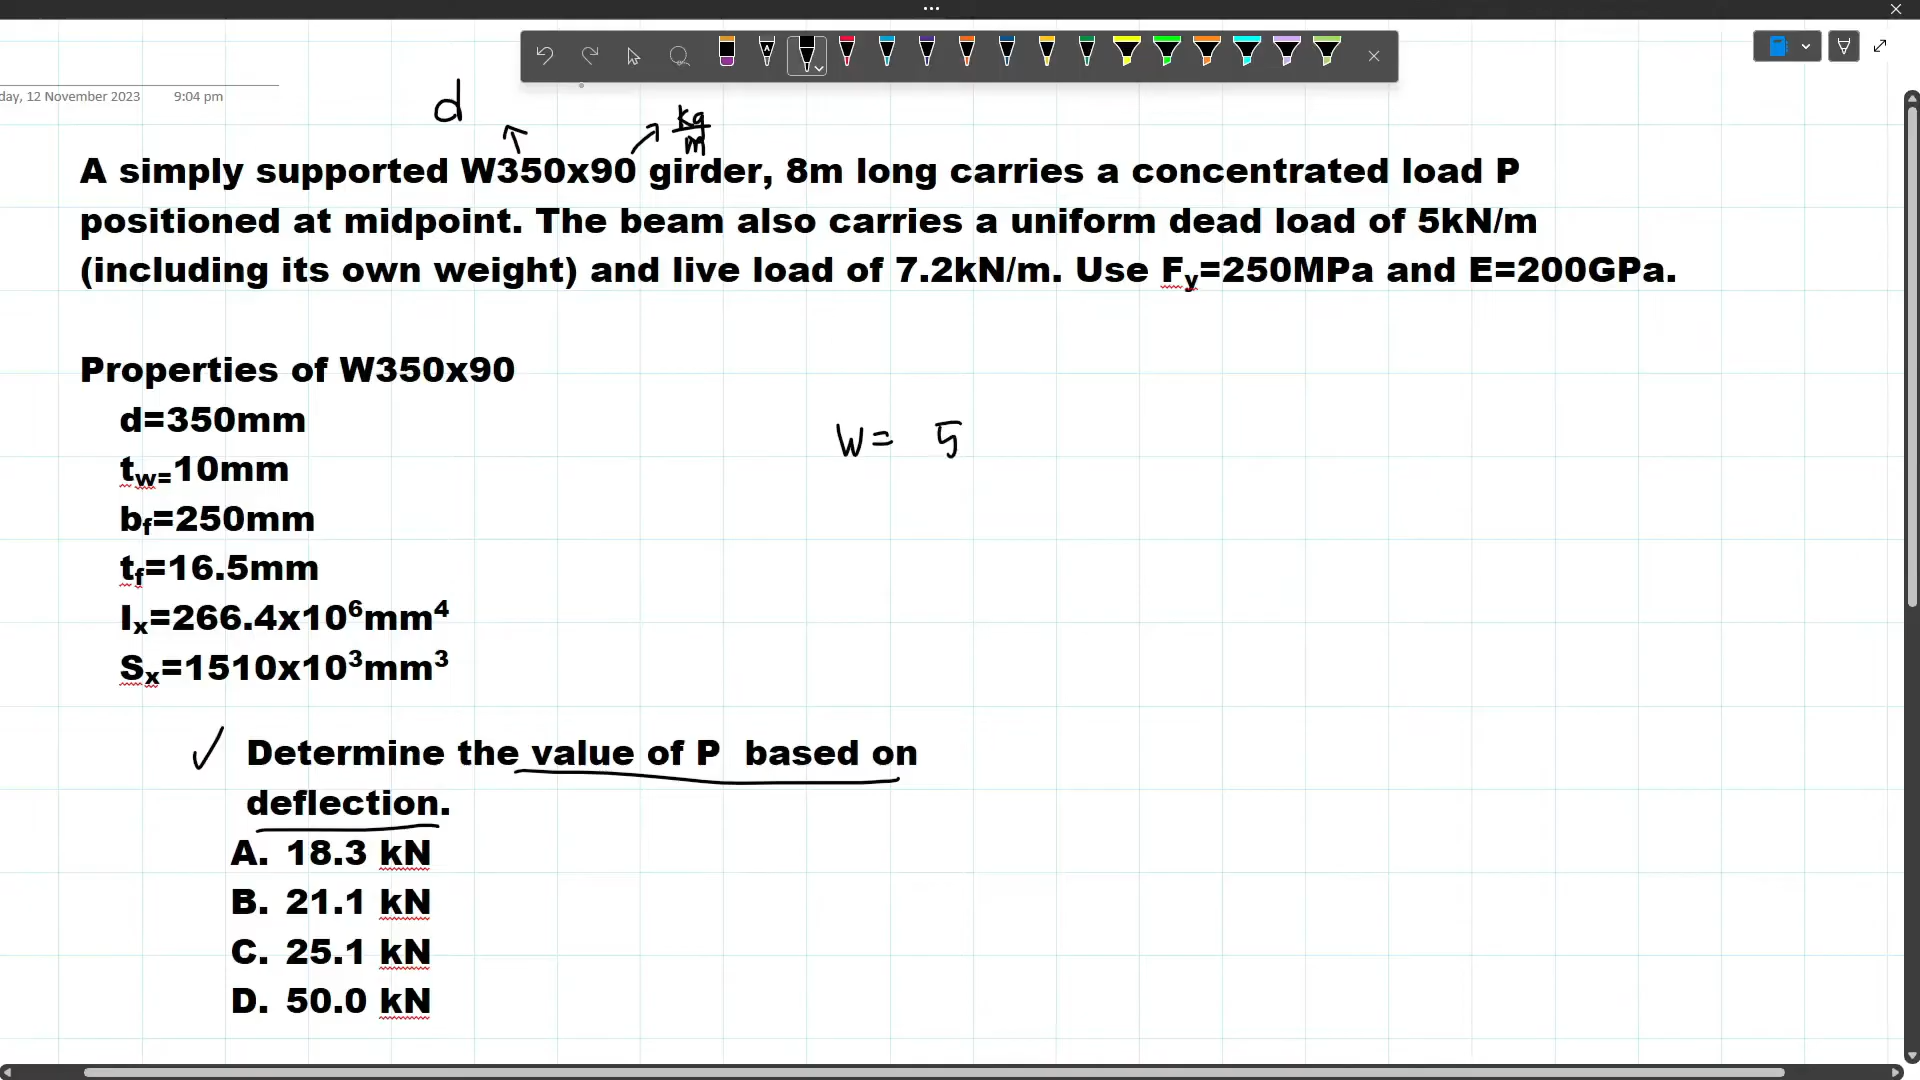 day, 12 November 2023 9:04 pm
d
kg
m
A simply supported W350x90 girder, 8m long carries a concentrated load P
positioned at midpoint. The beam also carries a uniform dead load of 5kN/m
(including its own weight) and live load of 7.2kN/m. Use Fy=250MPa and E=200GPa.
Properties of W350x90
d=350mm
tw=10mm
W= 5
bf=250mm
tf=16.5mm
Ix=266.4x10⁶mm⁴
Sx=1510x10³mm³
✓ Determine the value of P based on
deflection.
A. 18.3 kN
B. 21.1 kN
C. 25.1 kN
D. 50.0 kN